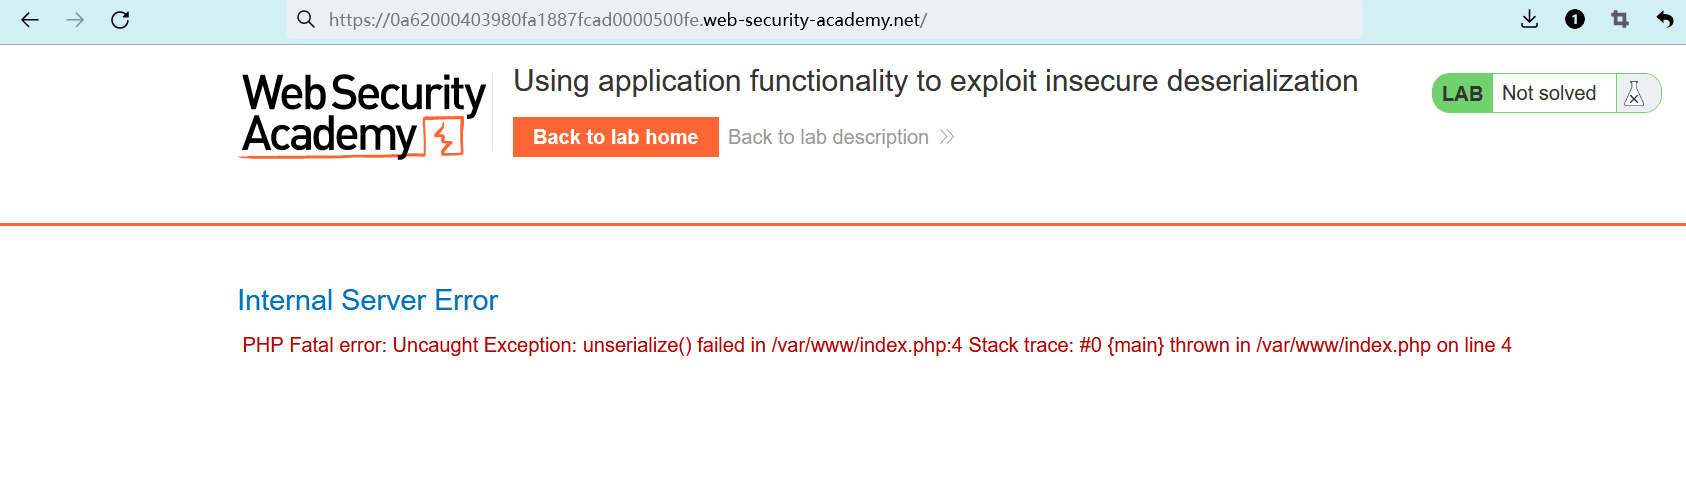 https://0a62000403980fa1887fcad0000500fe.web-security-academy.net/
1
Web Security
Academy
Using application functionality to exploit insecure deserialization
Back to lab home
Back to lab description
LAB
Not solved
Internal Server Error
PHP Fatal error: Uncaught Exception: unserialize() failed in /var/www/index.php:4 Stack trace: #0 {main} thrown in /var/www/index.php on line 4